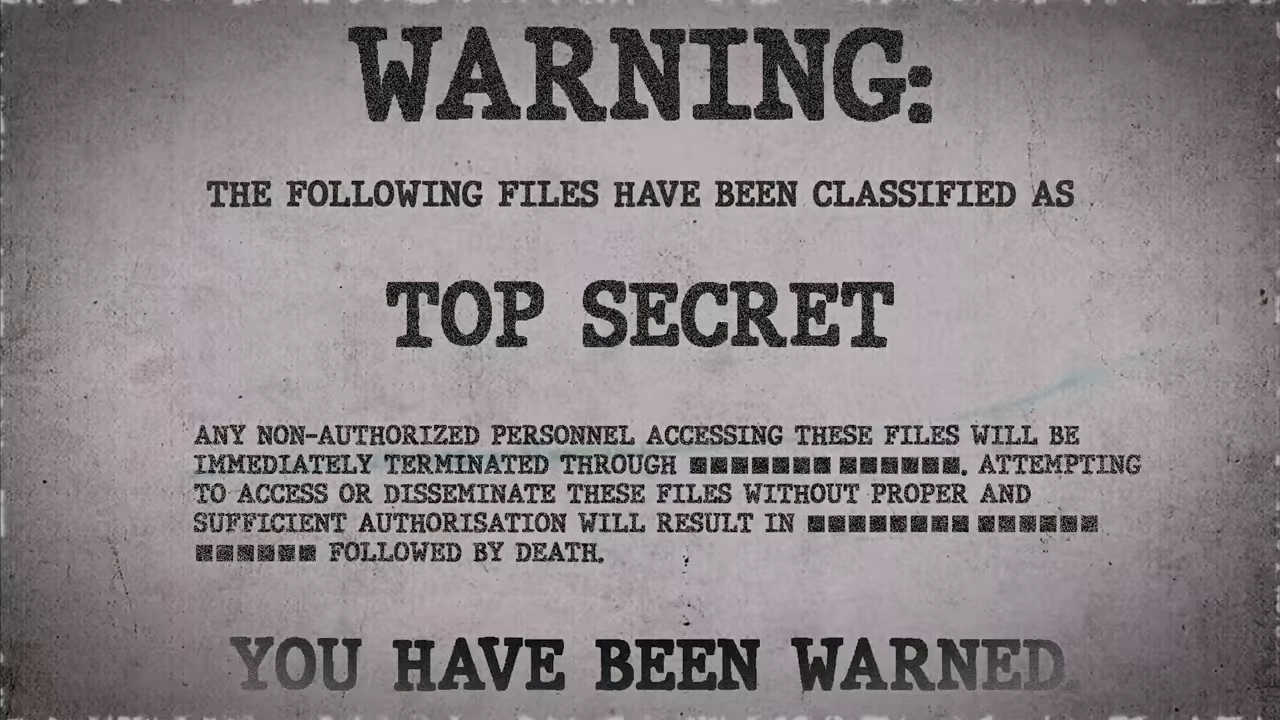 WARNING:
THE FOLLOWING FILES HAVE BEEN CLASSIFIED AS
TOP SECRET
ANY NON-AUTHORIZED PERSONNEL ACCESSING THESE FILES WILL BE
IMMEDIATELY TERMINATED THROUGH ■■■■■■■ ■■■■■■. ATTEMPTING
TO ACCESS OR DISSEMINATE THESE FILES WITHOUT PROPER AND
SUFFICIENT AUTHORISATION WILL RESULT IN ■■■■■■■■ ■■■■■■
■■■■■■ FOLLOWED BY DEATH.
YOU HAVE BEEN WARNED.